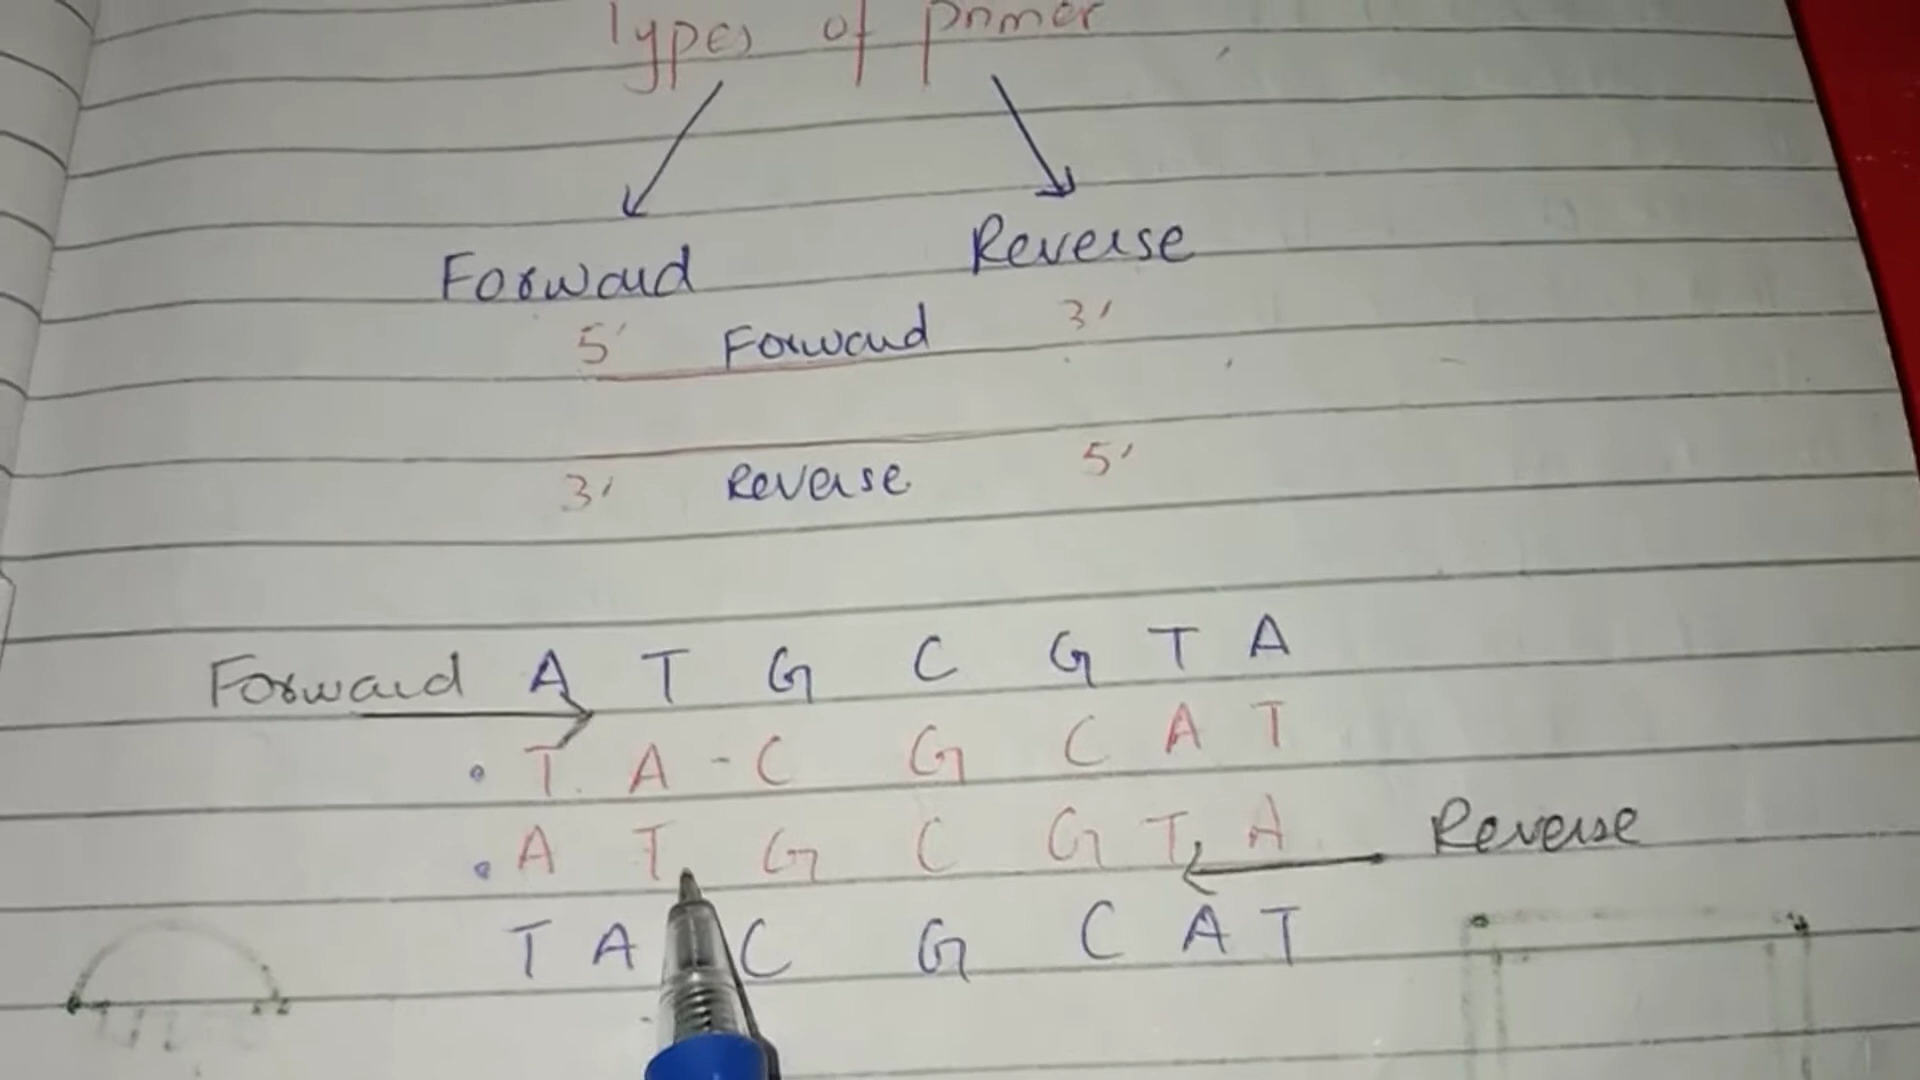 Types of primer
Forward Reverse
5' Forward 3'
3' Reverse 5'
Forward A T G C G T A
T A - C G C A T
A T G C G T A Reverse
T A C G C A T